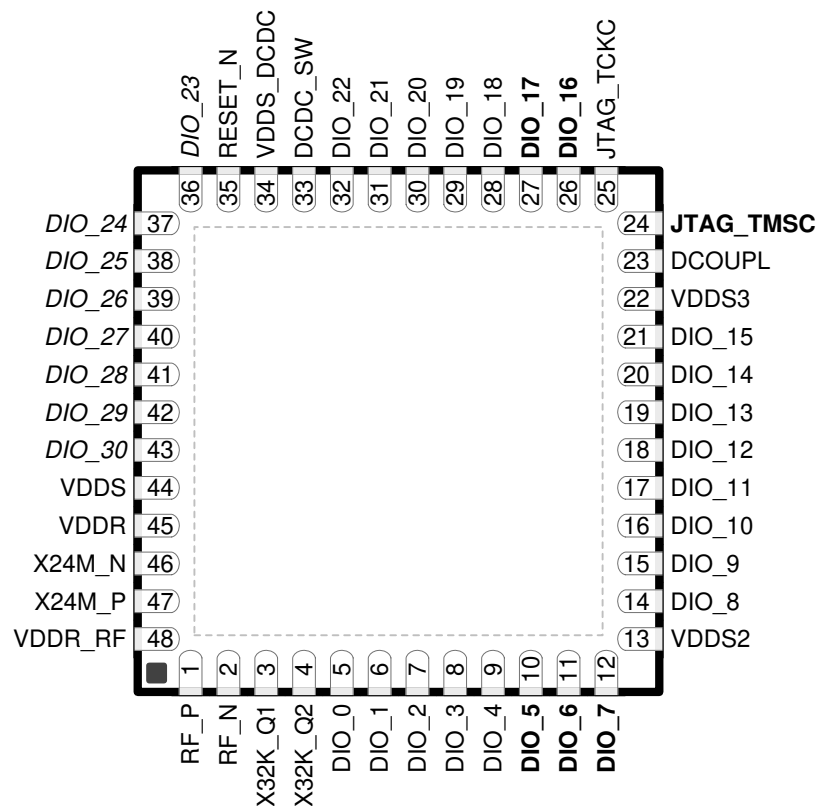 DIO_23
RESET_N
VDDS_DCDC
DCDC_SW
DIO_22
DIO_21
DIO_20
DIO_19
DIO_18
DIO_17
DIO_16
JTAG_TCKC
36
35
34
33
32
31
30
29
28
27
26
25
DIO_24 37
DIO_25 38
DIO_26 39
DIO_27 40
DIO_28 41
DIO_29 42
DIO_30 43
VDDS 44
VDDR 45
X24M_N 46
X24M_P 47
VDDR_RF 48
24 JTAG_TMSC
23 DCOUPL
22 VDDS3
21 DIO_15
20 DIO_14
19 DIO_13
18 DIO_12
17 DIO_11
16 DIO_10
15 DIO_9
14 DIO_8
13 VDDS2
1
2
3
4
5
6
7
8
9
10
11
12
RF_P
RF_N
X32K_Q1
X32K_Q2
DIO_0
DIO_1
DIO_2
DIO_3
DIO_4
DIO_5
DIO_6
DIO_7